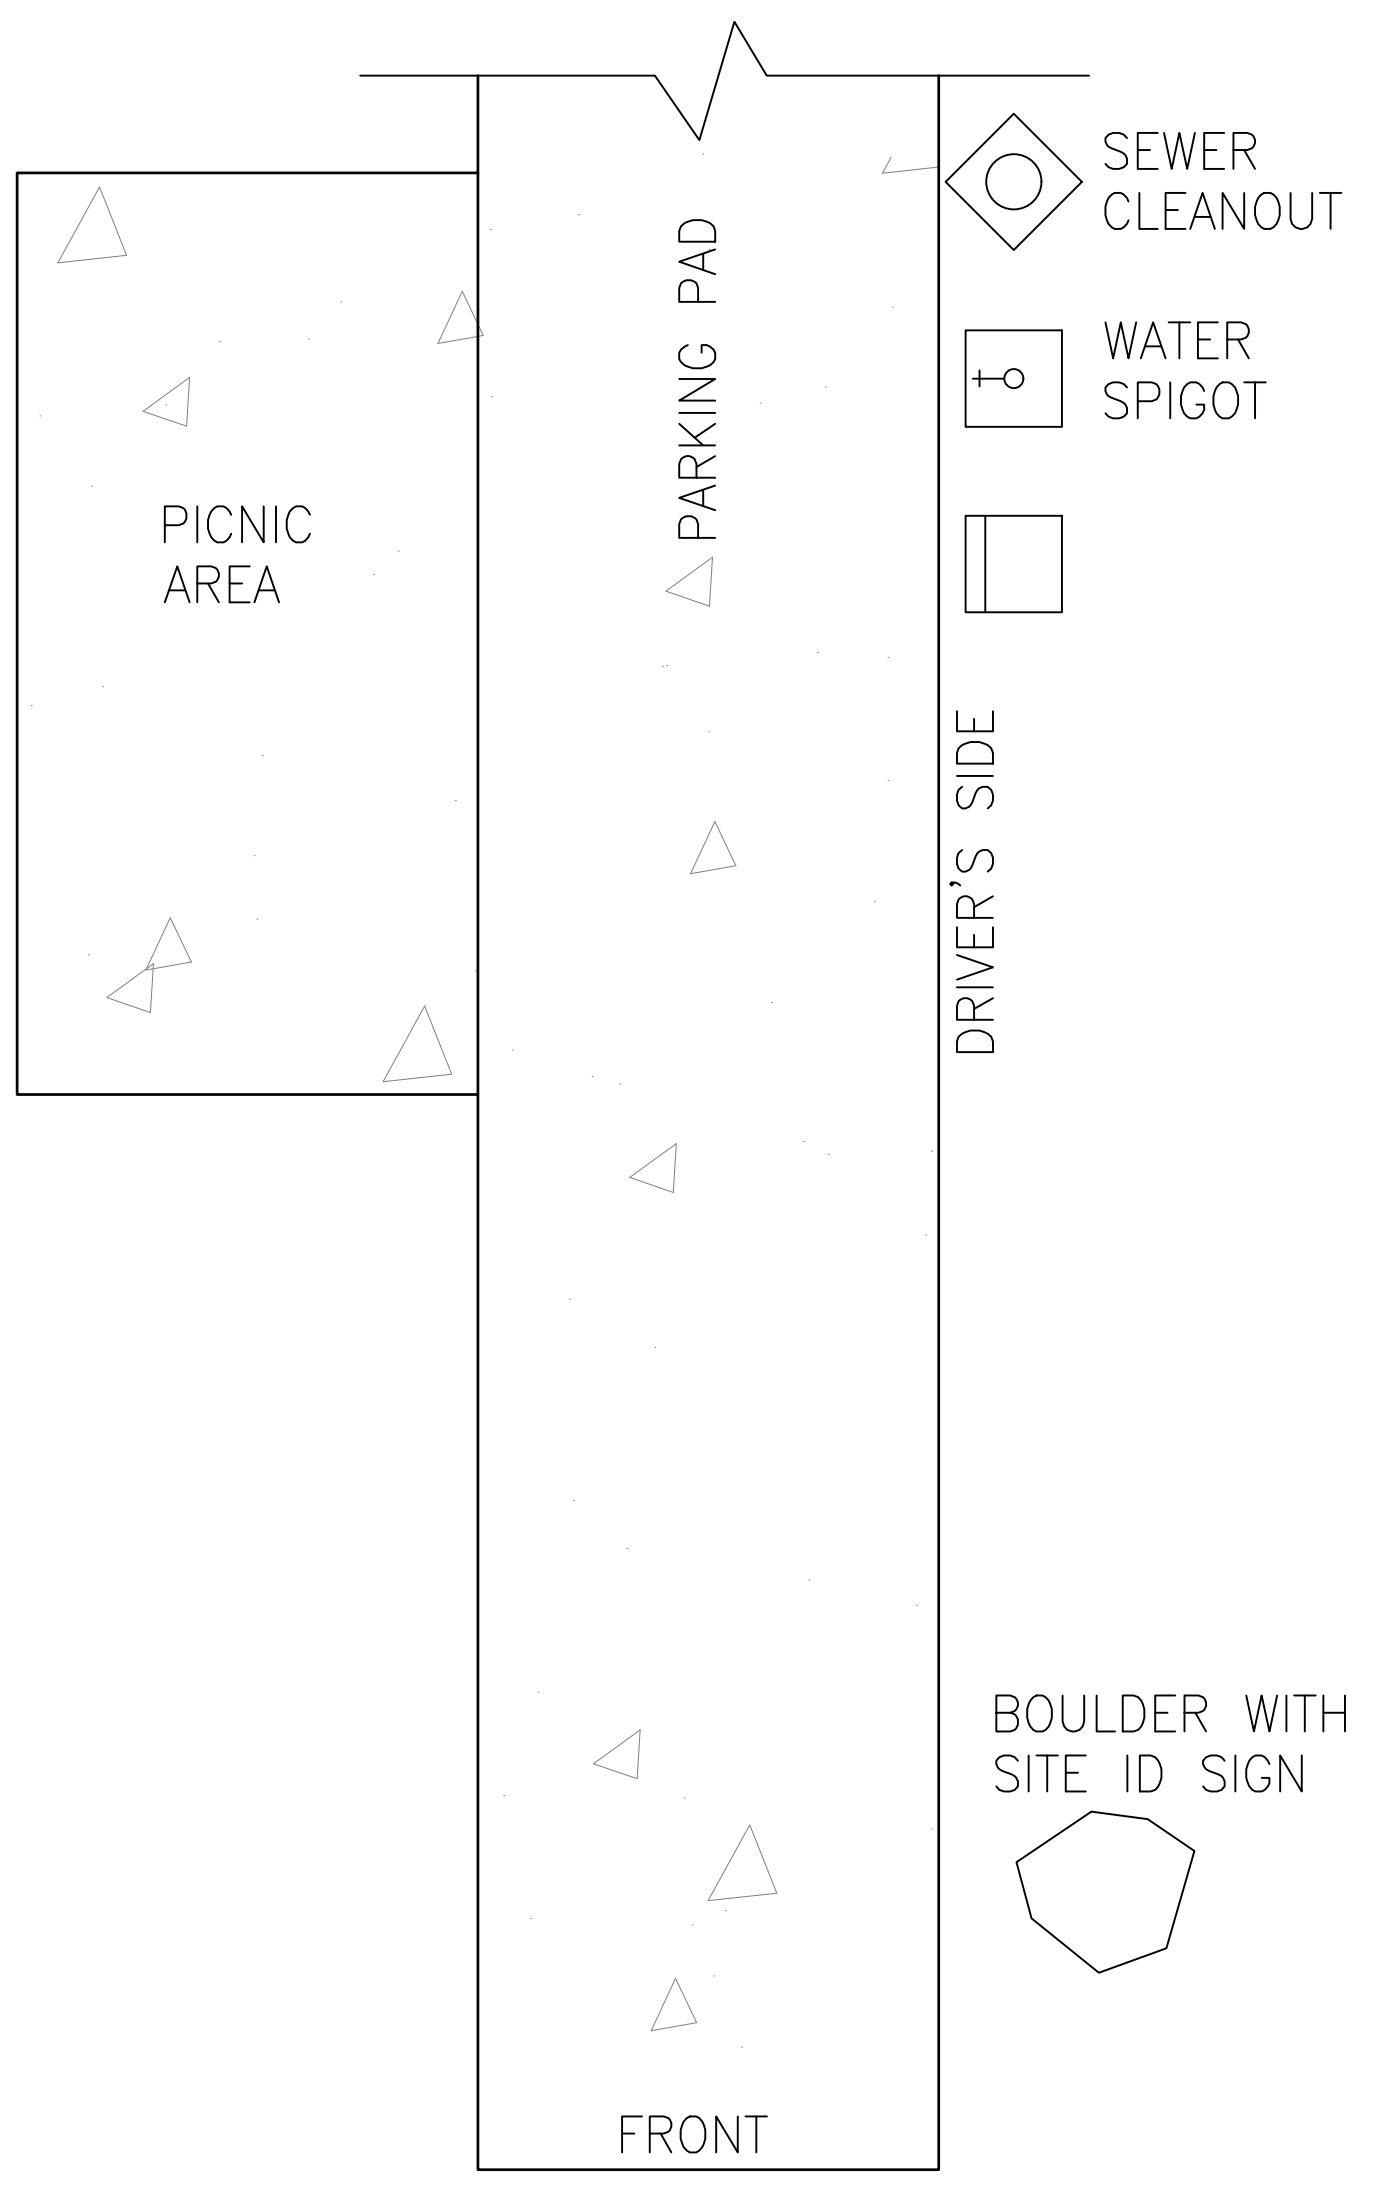 SEWER
CLEANOUT
WATER
SPIGOT
PARKING PAD
PICNIC
AREA
DRIVER'S SIDE
BOULDER WITH
SITE ID SIGN
FRONT